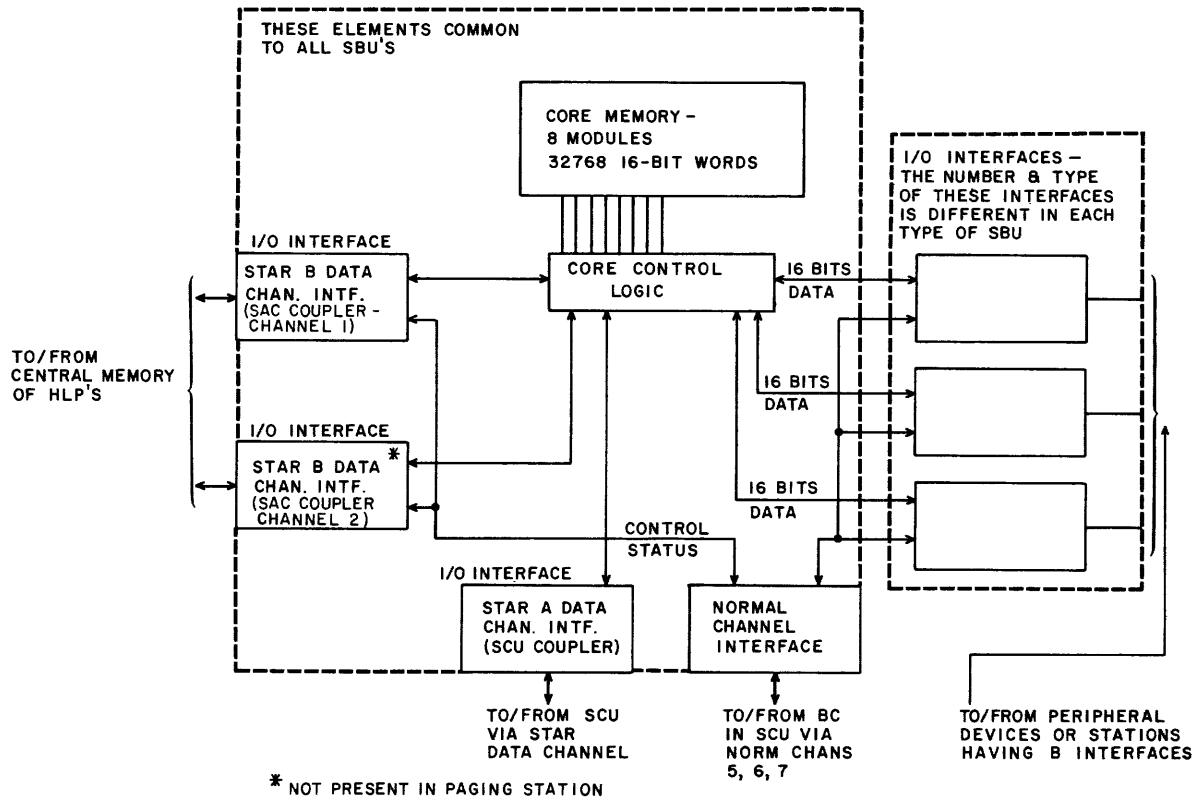 THESE ELEMENTS COMMON
TO ALL SBU'S
CORE MEMORY –
8 MODULES
32768 16-BIT WORDS
I/O INTERFACES –
THE NUMBER & TYPE
OF THESE INTERFACES
IS DIFFERENT IN EACH
TYPE OF SBU
I/O INTERFACE
STAR B DATA
CHAN. INTF.
(SAC COUPLER –
CHANNEL 1)
CORE CONTROL
LOGIC
16 BITS
DATA
TO/FROM
CENTRAL MEMORY
OF HLP'S
16 BITS
DATA
I/O INTERFACE
STAR B DATA *
CHAN. INTF.
(SAC COUPLER
CHANNEL 2)
16 BITS
DATA
CONTROL
STATUS
I/O INTERFACE
STAR A DATA
CHAN. INTF.
(SCU COUPLER)
NORMAL
CHANNEL
INTERFACE
TO/FROM SCU
VIA STAR
DATA CHANNEL
TO/FROM BC
IN SCU VIA
NORM CHANS
5, 6, 7
TO/FROM PERIPHERAL
DEVICES OR STATIONS
HAVING B INTERFACES
* NOT PRESENT IN PAGING STATION